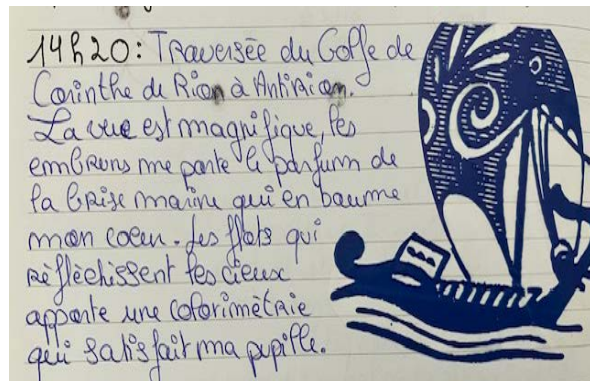 14h20: Traversée du Golfe de
Corinthe de Rion à Antirion.
La vue est magnifique, les
embruns me porte le parfum de
la brise marine qui en baume
mon coeur. Les flots qui
réfléchissent les cieux
apporte une colorimétrie
qui satisfait ma pupille.